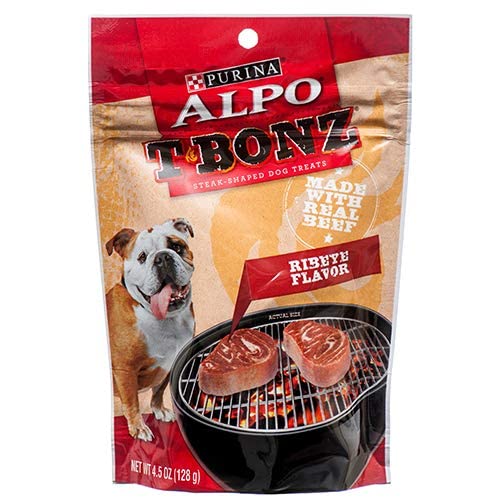 PURINA
ALPO
T•BONZ
STEAK-SHAPED DOG TREATS
MADE
WITH
REAL
BEEF
RIBEYE
FLAVOR
ACTUAL SIZE
NET WT 4.5 OZ (128 g)